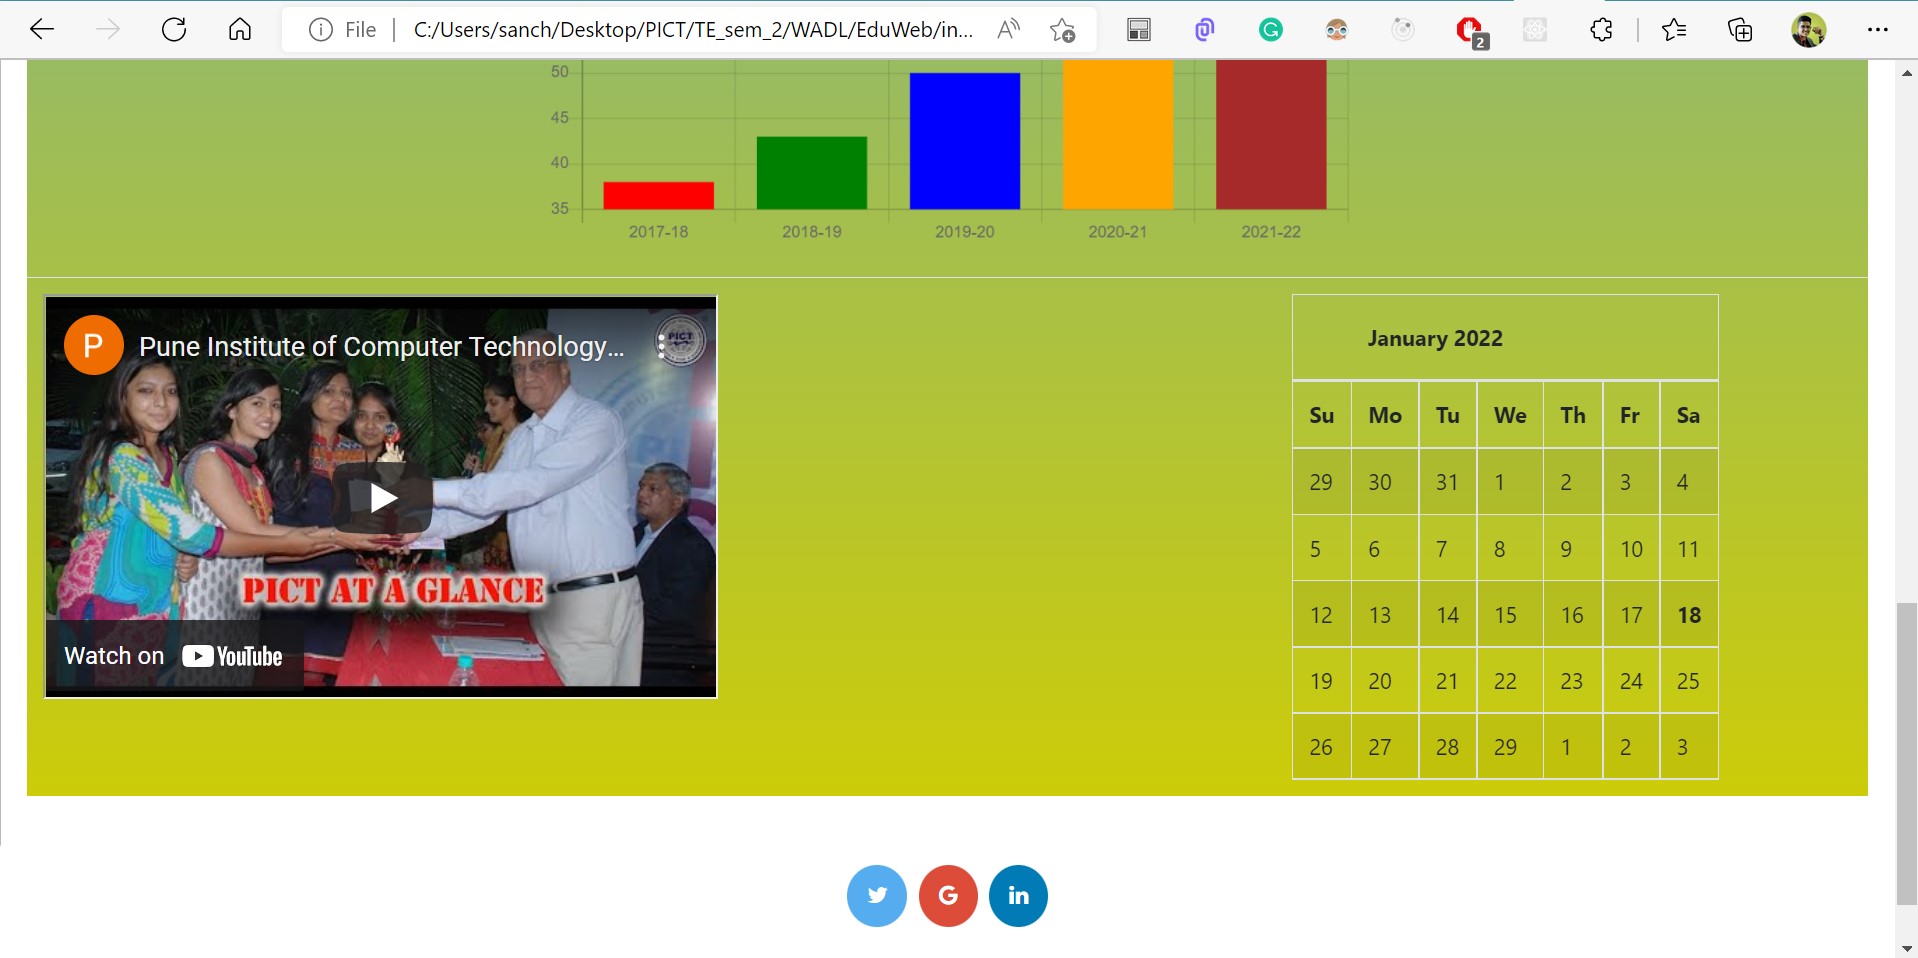 File | C:/Users/sanch/Desktop/PICT/TE_sem_2/WADL/EduWeb/in... A
2
50
45
40
35
2017-18 2018-19 2019-20 2020-21 2021-22
P Pune Institute of Computer Technology...
PICT
PICT AT A GLANCE
Watch on YouTube
January 2022
Su Mo Tu We Th Fr Sa
29 30 31 1 2 3 4
5 6 7 8 9 10 11
12 13 14 15 16 17 18
19 20 21 22 23 24 25
26 27 28 29 1 2 3
G in